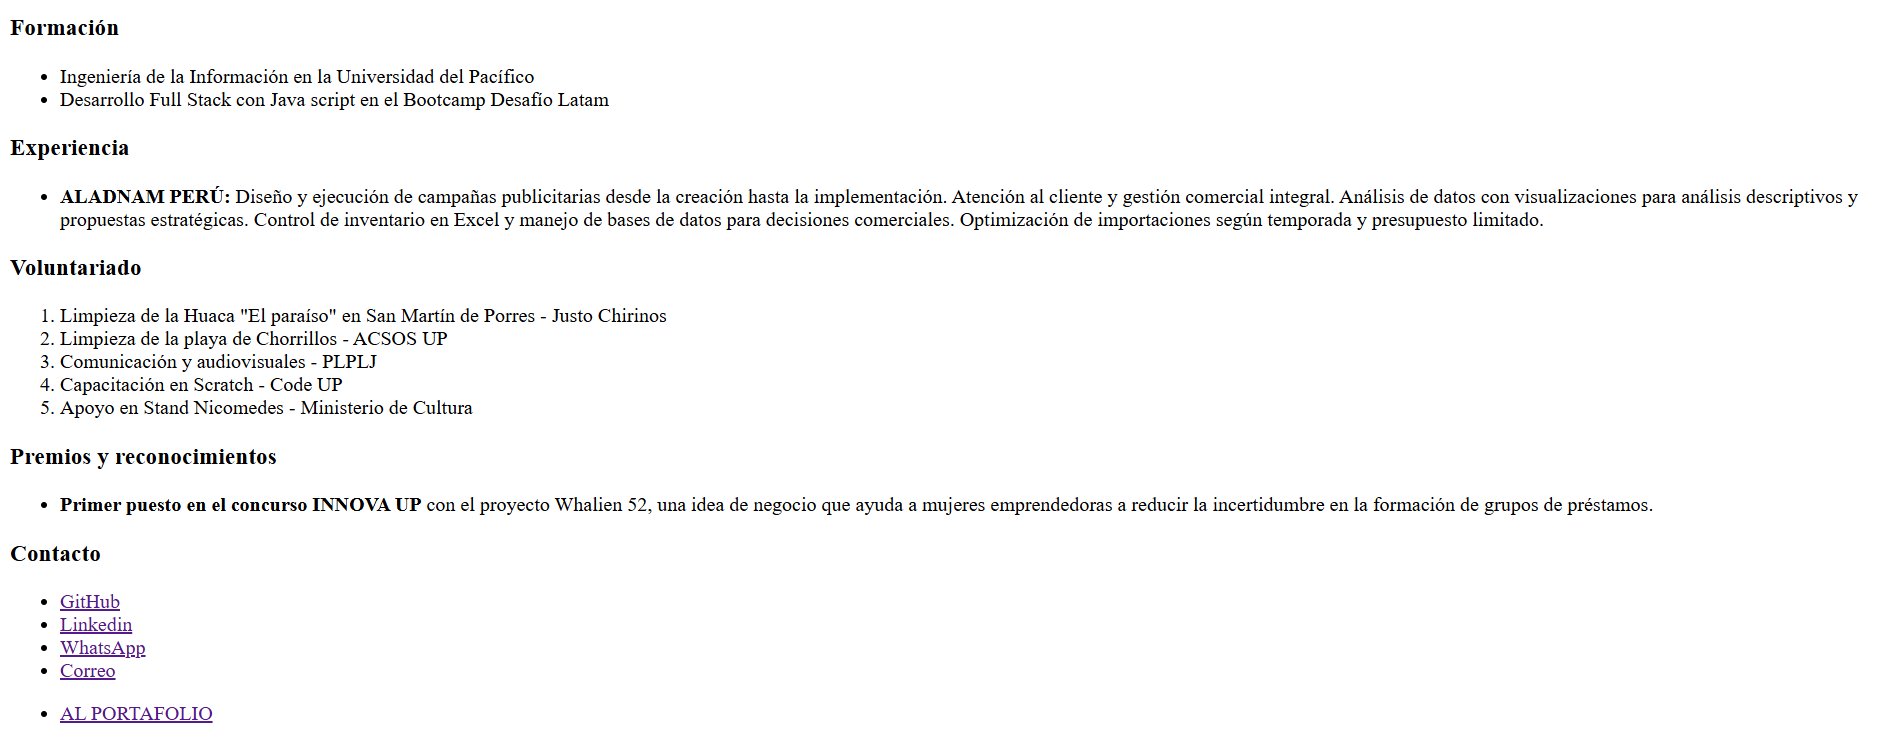 Formación
• Ingeniería de la Información en la Universidad del Pacífico
• Desarrollo Full Stack con Java script en el Bootcamp Desafío Latam
Experiencia
• ALADNAM PERÚ: Diseño y ejecución de campañas publicitarias desde la creación hasta la implementación. Atención al cliente y gestión comercial integral. Análisis de datos con visualizaciones para análisis descriptivos y
propuestas estratégicas. Control de inventario en Excel y manejo de bases de datos para decisiones comerciales. Optimización de importaciones según temporada y presupuesto limitado.
Voluntariado
1. Limpieza de la Huaca "El paraíso" en San Martín de Porres - Justo Chirinos
2. Limpieza de la playa de Chorrillos - ACSOS UP
3. Comunicación y audiovisuales - PLPLJ
4. Capacitación en Scratch - Code UP
5. Apoyo en Stand Nicomedes - Ministerio de Cultura
Premios y reconocimientos
• Primer puesto en el concurso INNOVA UP con el proyecto Whalien 52, una idea de negocio que ayuda a mujeres emprendedoras a reducir la incertidumbre en la formación de grupos de préstamos.
Contacto
• GitHub
• Linkedin
• WhatsApp
• Correo
• AL PORTAFOLIO